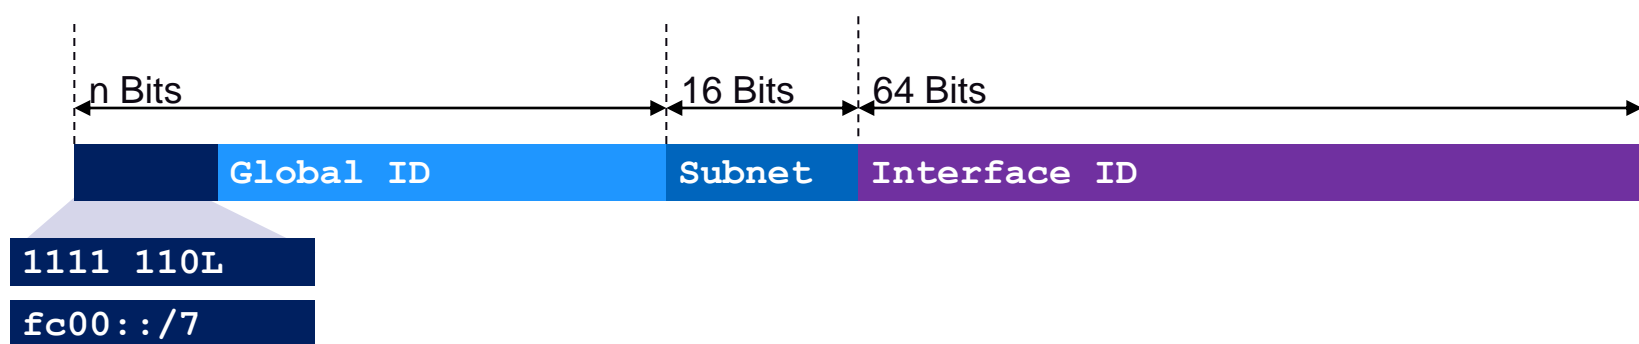 n Bits 16 Bits 64 Bits
Global ID Subnet Interface ID
1111 110L
fc00::/7